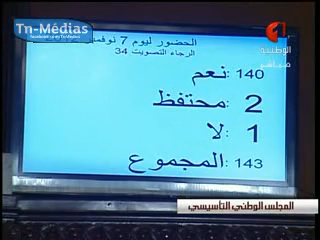 Tn-Médias
الحضور ليوم 7 نوفمبر
الرجاء التصويت 34
الوطنية
مباشر
نعم: 140
محتفظ: 2
لا: 1
المجموع: 143
المجلس الوطني التأسيسي